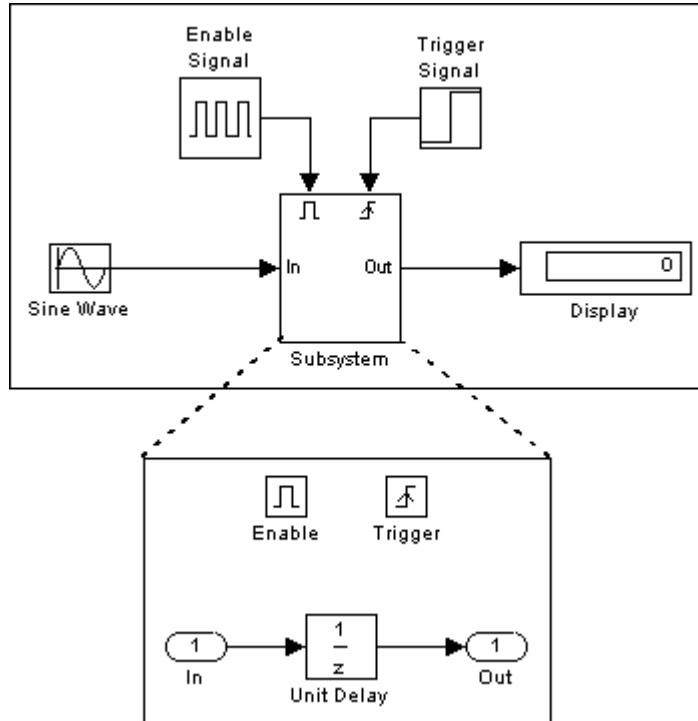 Enable
Signal
Trigger
Signal
In
Out
0
Sine Wave
Display
Subsystem
Enable
Trigger
1
1
z
1
In
Unit Delay
Out